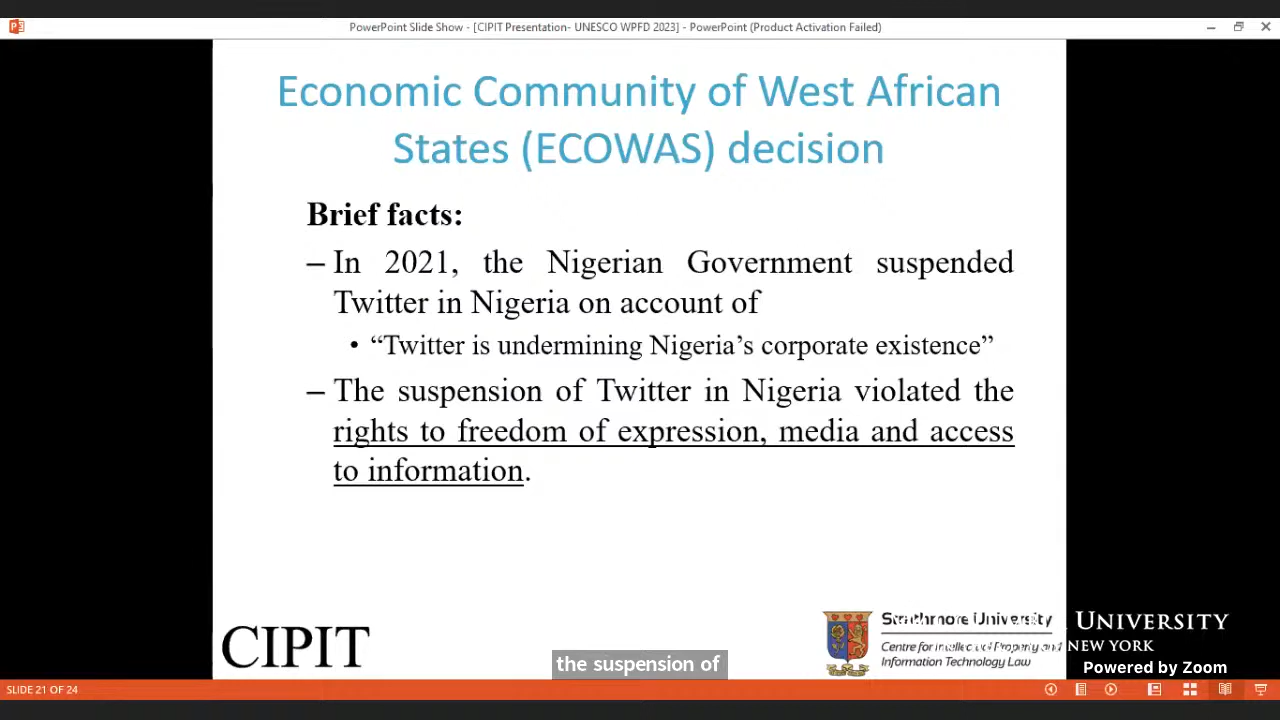 PowerPoint Slide Show - [CIPIT Presentation- UNESCO WPFD 2023] - PowerPoint (Product Activation Failed)
Economic Community of West African
States (ECOWAS) decision
Brief facts:
– In 2021, the Nigerian Government suspended
Twitter in Nigeria on account of
• “Twitter is undermining Nigeria’s corporate existence”
– The suspension of Twitter in Nigeria violated the
rights to freedom of expression, media and access
to information.
CIPIT
Strathmore University
Centre for Intellectual Property and
Information Technology Law
UNIVERSITY
NEW YORK
Powered by Zoom
the suspension of
SLIDE 21 OF 24